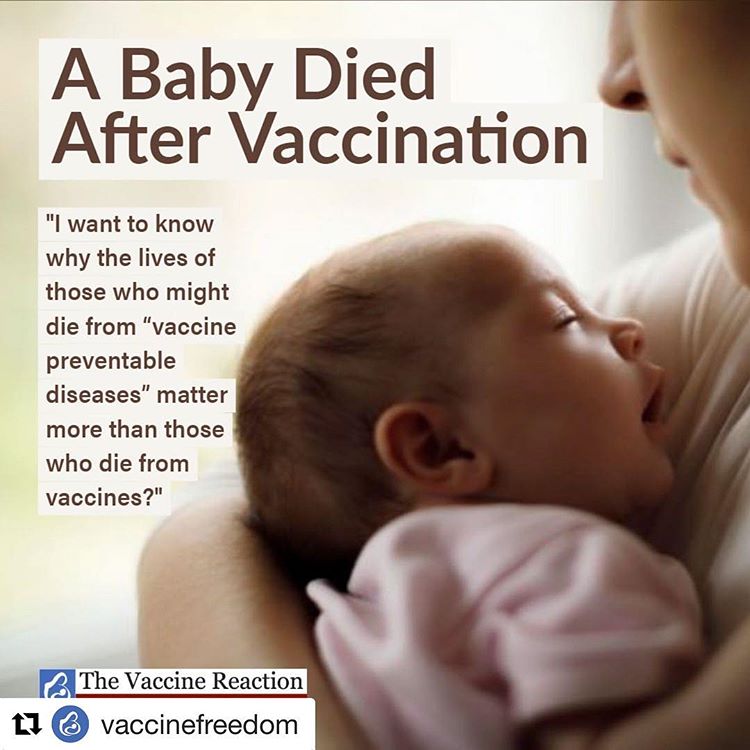 A Baby Died
After Vaccination
"I want to know
why the lives of
those who might
die from “vaccine
preventable
diseases” matter
more than those
who die from
vaccines?"
The Vaccine Reaction
vaccinefreedom